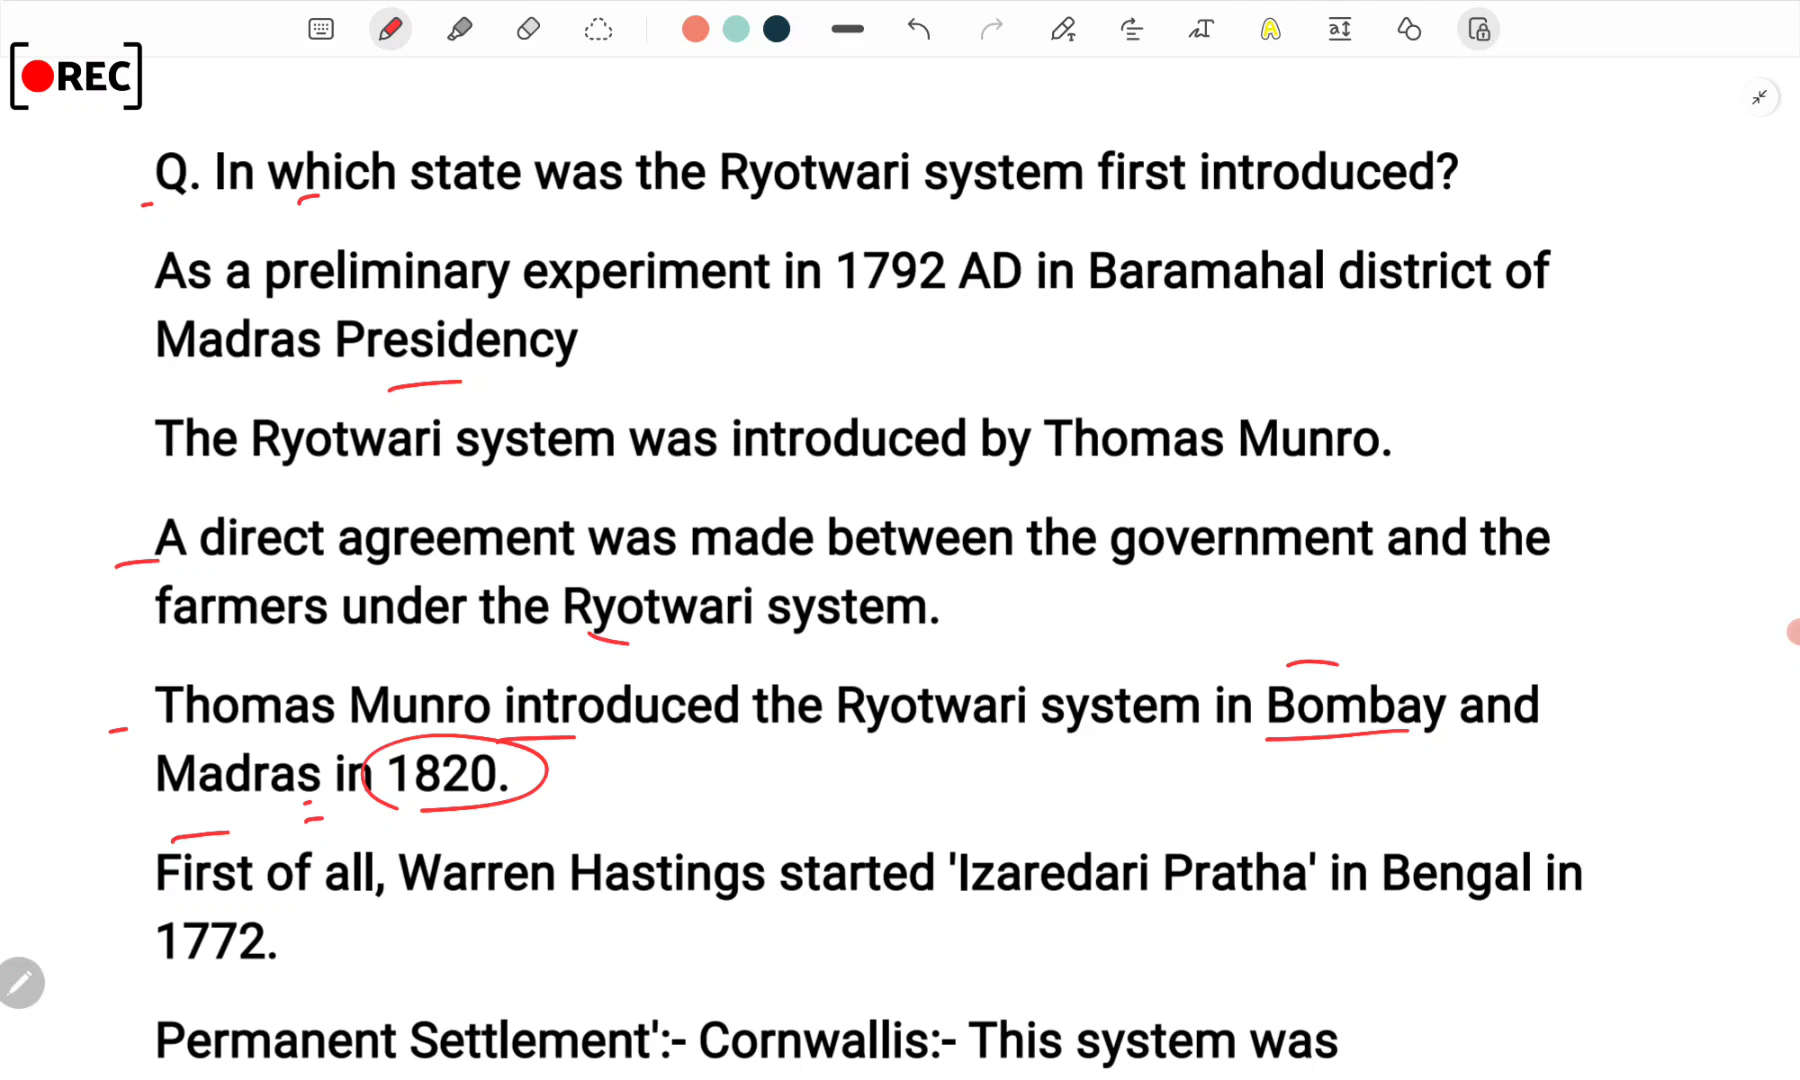 REC
Q. In which state was the Ryotwari system first introduced?
As a preliminary experiment in 1792 AD in Baramahal district of
Madras Presidency
The Ryotwari system was introduced by Thomas Munro.
A direct agreement was made between the government and the
farmers under the Ryotwari system.
Thomas Munro introduced the Ryotwari system in Bombay and
Madras in 1820.
First of all, Warren Hastings started 'Izaredari Pratha' in Bengal in
1772.
Permanent Settlement':- Cornwallis:- This system was